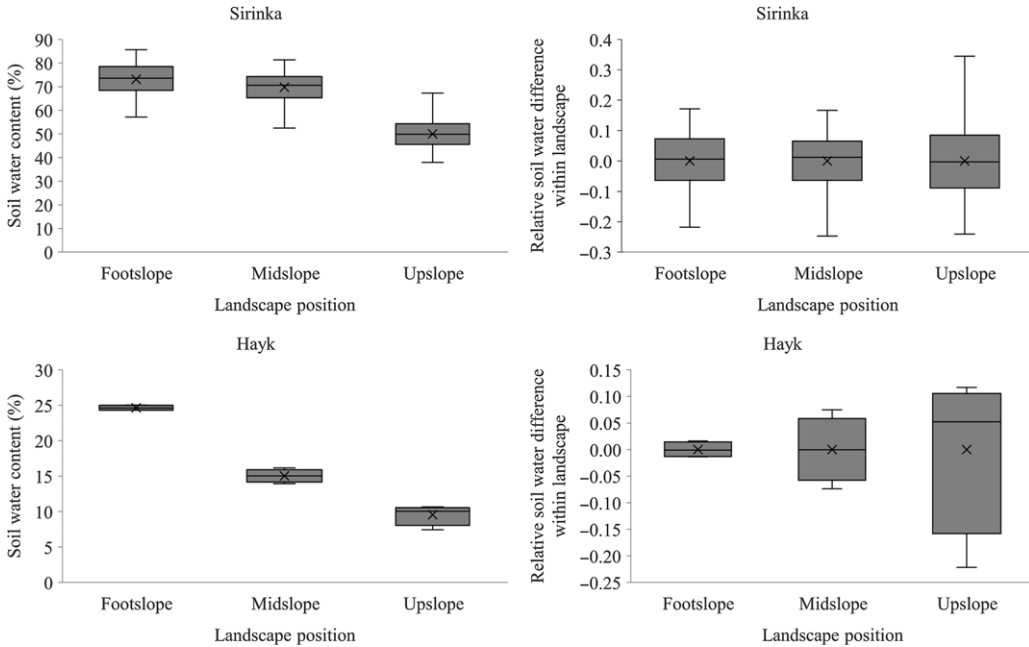 Sirinka
Soil water content (%)
90
80
70
60
50
40
30
20
10
0
Footslope Midslope Upslope
Landscape position
Sirinka
Relative soil water difference
within landscape
0.4
0.3
0.2
0.1
0.0
−0.1
−0.2
−0.3
Footslope Midslope Upslope
Landscape position
Hayk
Soil water content (%)
30
25
20
15
10
5
0
Footslope Midslope Upslope
Landscape position
Hayk
Relative soil water difference
within landscape
0.15
0.10
0.05
0.00
−0.05
−0.10
−0.15
−0.20
−0.25
Footslope Midslope Upslope
Landscape position